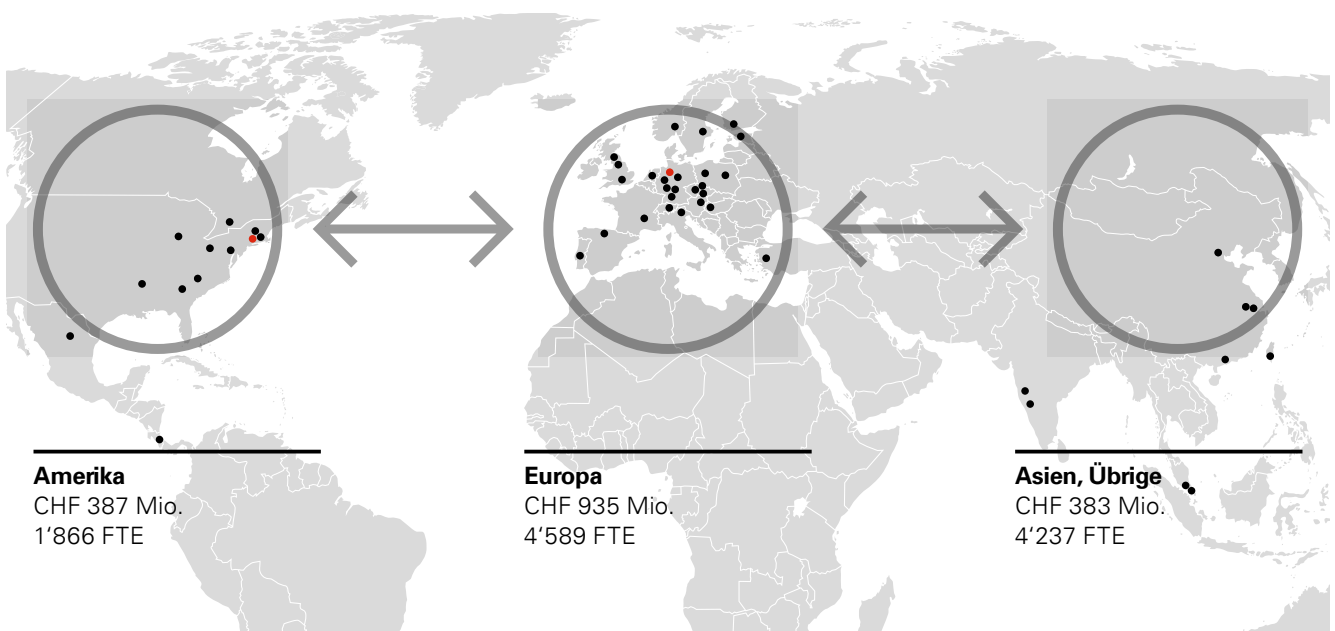 Amerika
CHF 387 Mio.
1‘866 FTE
Europa
CHF 935 Mio.
4‘589 FTE
Asien, Übrige
CHF 383 Mio.
4‘237 FTE